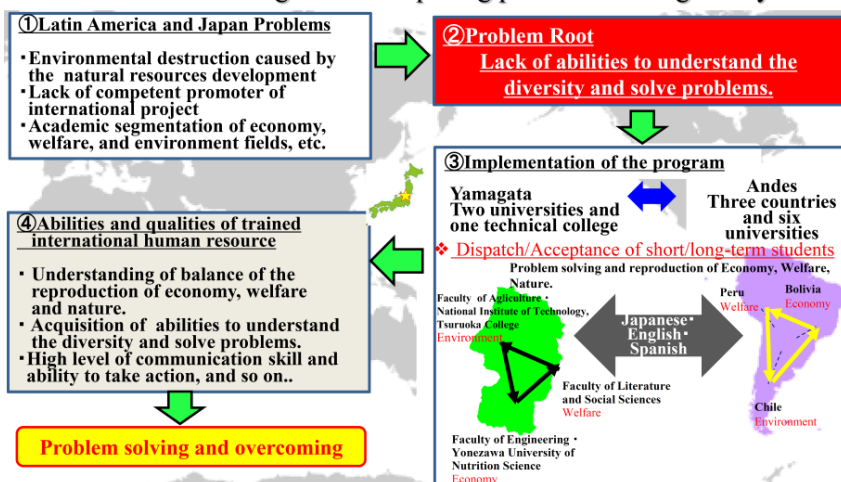 ①Latin America and Japan Problems
・Environmental destruction caused by
the natural resources development
・Lack of competent promoter of
international project
・Academic segmentation of economy,
welfare, and environment fields, etc.
②Problem Root
Lack of abilities to understand the
diversity and solve problems.
③Implementation of the program
Yamagata
Two universities and
one technical college
Andes
Three countries
and six
universities
❖ Dispatch/Acceptance of short/long-term students
Problem solving and reproduction of Economy, Welfare,
Nature.
Faculty of Agliculture・
National Institute of Technology,
Tsuruoka College
Environment
Japanese・
English・
Spanish
Peru
Welfare
Bolivia
Economy
Chile
Environment
Faculty of Literature
and Social Sciences
Welfare
Faculty of Engineering・
Yonezawa University of
Nutrition Science
Economy
④Abilities and qualities of trained
international human resource
・Understanding of balance of the
reproduction of economy, welfare
and nature.
・Acquisition of abilities to understand
the diversity and solve problems.
・High level of communication skill and
ability to take action, and so on..
Problem solving and overcoming